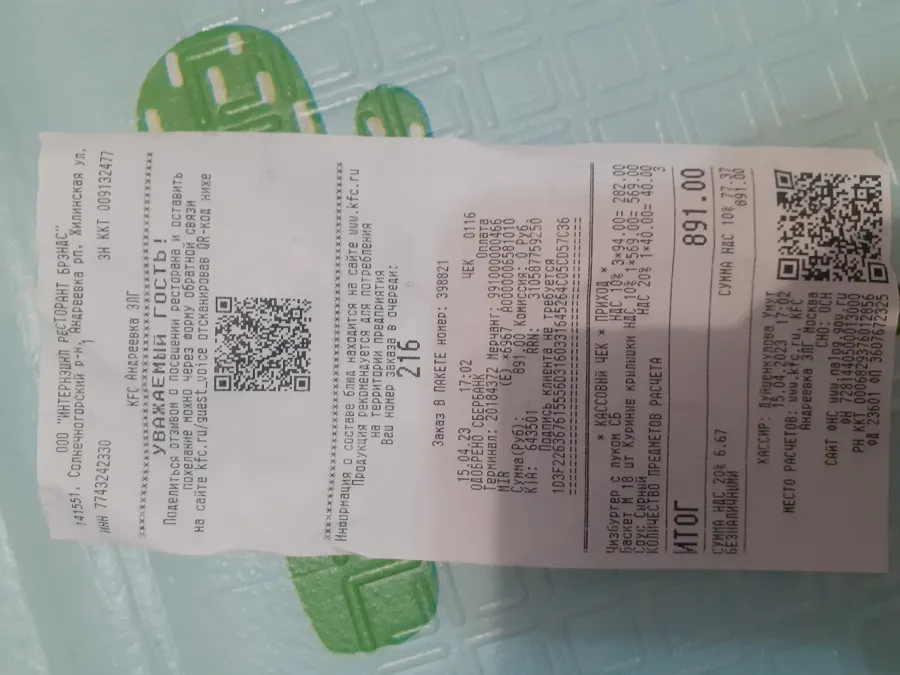 ООО "ИНТЕРНЭШНЛ РЕСТОРАНТ БРЭНДС"
141551, Солнечногорский р-н, Андреевка рп, Жилинская ул,
1
ИНН 7743242330 ЗН ККТ 009132477
KFC Андреевка ЗЛГ
УВАЖАЕМЫЙ ГОСТЬ!
Поделиться отзывом о посещении ресторана и оставить
пожелание можно через форму обратной связи
на сайте kfc.ru/guest_voice отсканировав QR-код ниже
Информация о составе блюд находится на сайте www.kfc.ru
Продукция рекомендуется для потребления
на территории предприятия
Ваш номер заказа в очереди:
216
Заказ В ПАКЕТЕ номер: 398821
15.04.23 17:02 ЧЕК 0116
ОДОБРЕНО СБЕРБАНК Оплата
Терминал: 20184372 Мерчант: 991000000466
MIR (E) 46967 A0000006581010
Сумма(Руб): 891.00 Комиссия: 0 РУБ.
К/А: 643501 RRN: 310587759250
Подпись клиента не требуется
* КАССОВЫЙ ЧЕК * ПРИХОД *
Чизбургер с луком СБ НДС 10% 3*94.00= 282.00
Баскет М 18 шт Куриные крылышки НДС 10% 1*569.00= 569.00
Соус Сырный НДС 20% 1*40.00= 40.00
КОЛИЧЕСТВО ПРЕДМЕТОВ РАСЧЕТА 3
ИТОГ 891.00
СУММА НДС 20% 6.67 СУММА НДС 10% 77.37
БЕЗНАЛИЧНЫМИ 891.00
КАССИР: Дуйшенкулов Умут
15.04.2023 17:02
МЕСТО РАСЧЕТОВ: www.kfc.ru, KFC
Андреевка ЗЛГ Москва
СНО: ОСН
САЙТ ФНС www.nalog.gov.ru
ФН 7281440500013000
РН ККТ 0006829376012856
ФД 23601 ФП 3607672325